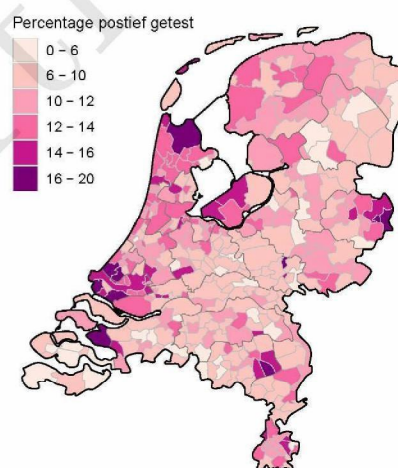 Percentage postief getest
0 – 6
6 – 10
10 – 12
12 – 14
14 – 16
16 – 20